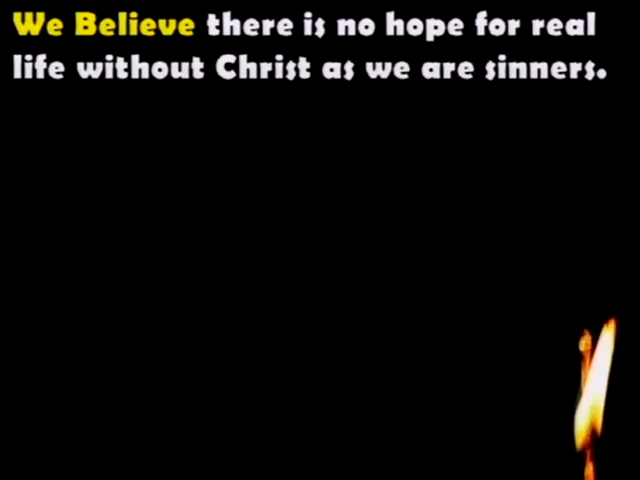 We Believe there is no hope for real
life without Christ as we are sinners.